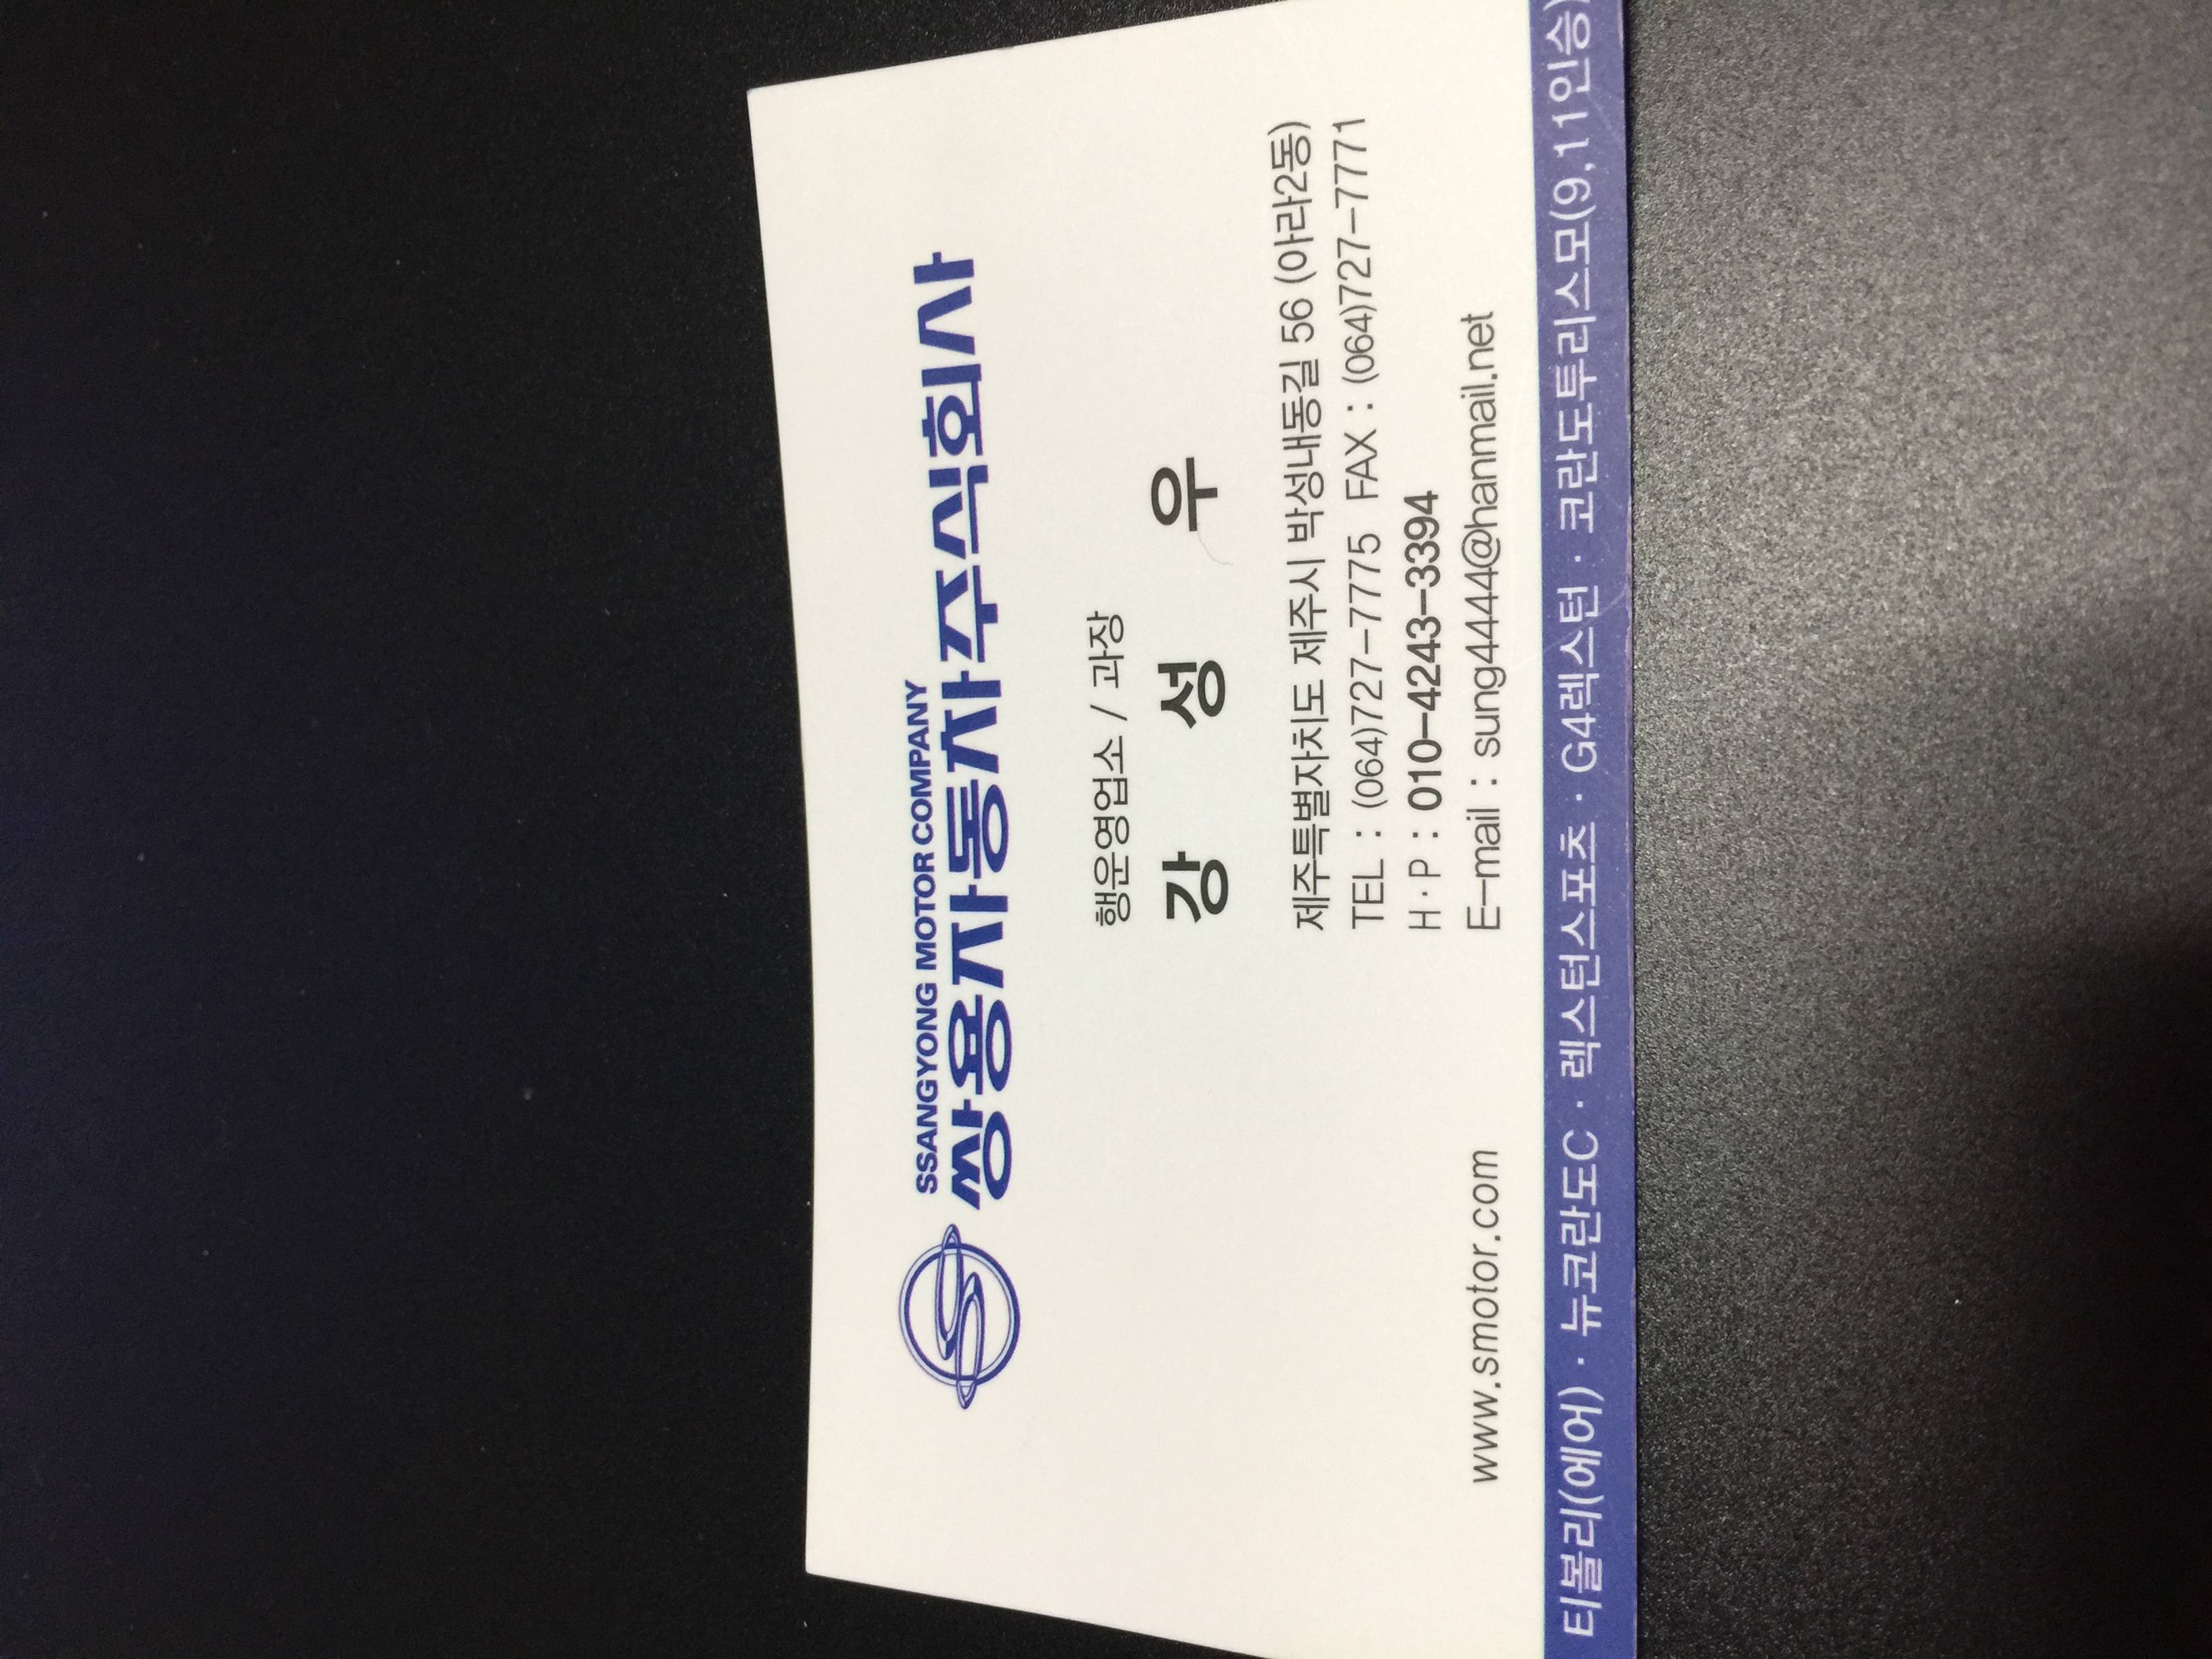 SSANGYONG MOTOR COMPANY
쌍용자동차주식회사
행운영업소 / 과장
강 성 우
제주특별자치도 제주시 박성내동길 56 (아라2동)
TEL : (064)727-7775 FAX : (064)727-7771
H·P : 010-4243-3394
www.smotor.com E-mail : sung4444@hanmail.net
티볼리(에어) · 뉴코란도C · 렉스턴스포츠 · G4렉스턴 · 코란도투리스모(9,11인승)